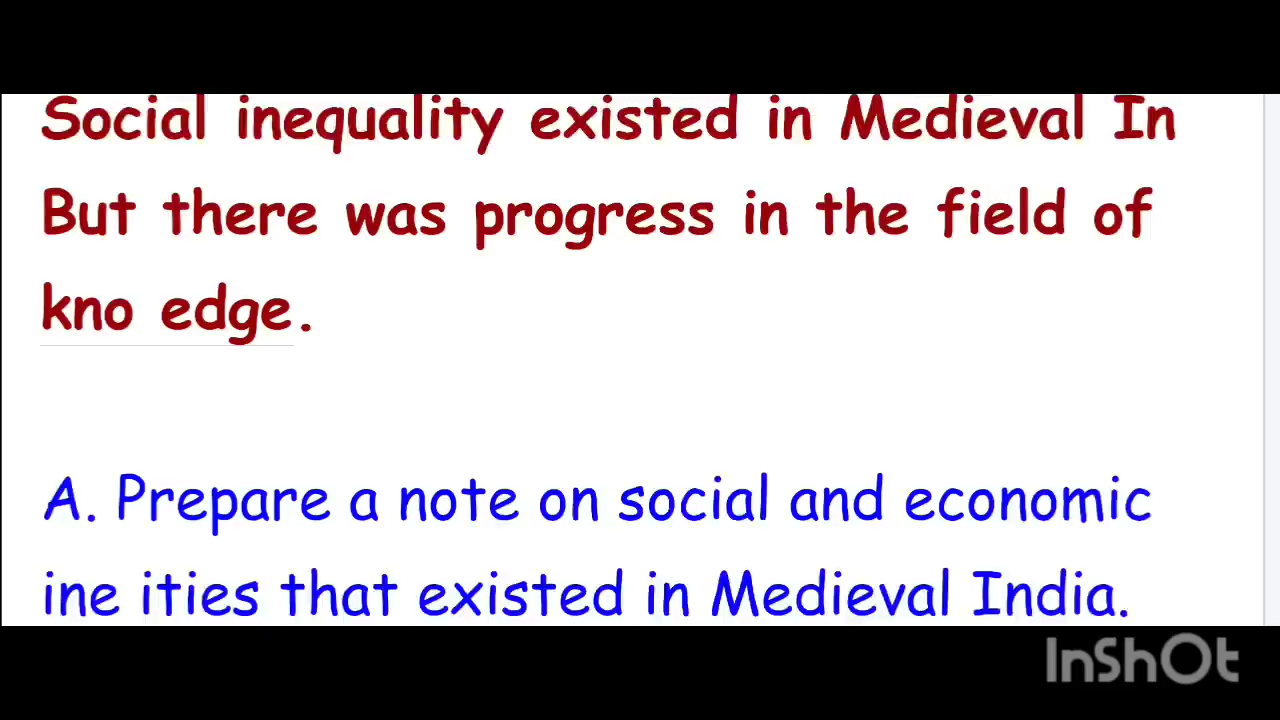 Social inequality existed in Medieval In
But there was progress in the field of
kno edge.
A. Prepare a note on social and economic
ine ities that existed in Medieval India.
InShOt